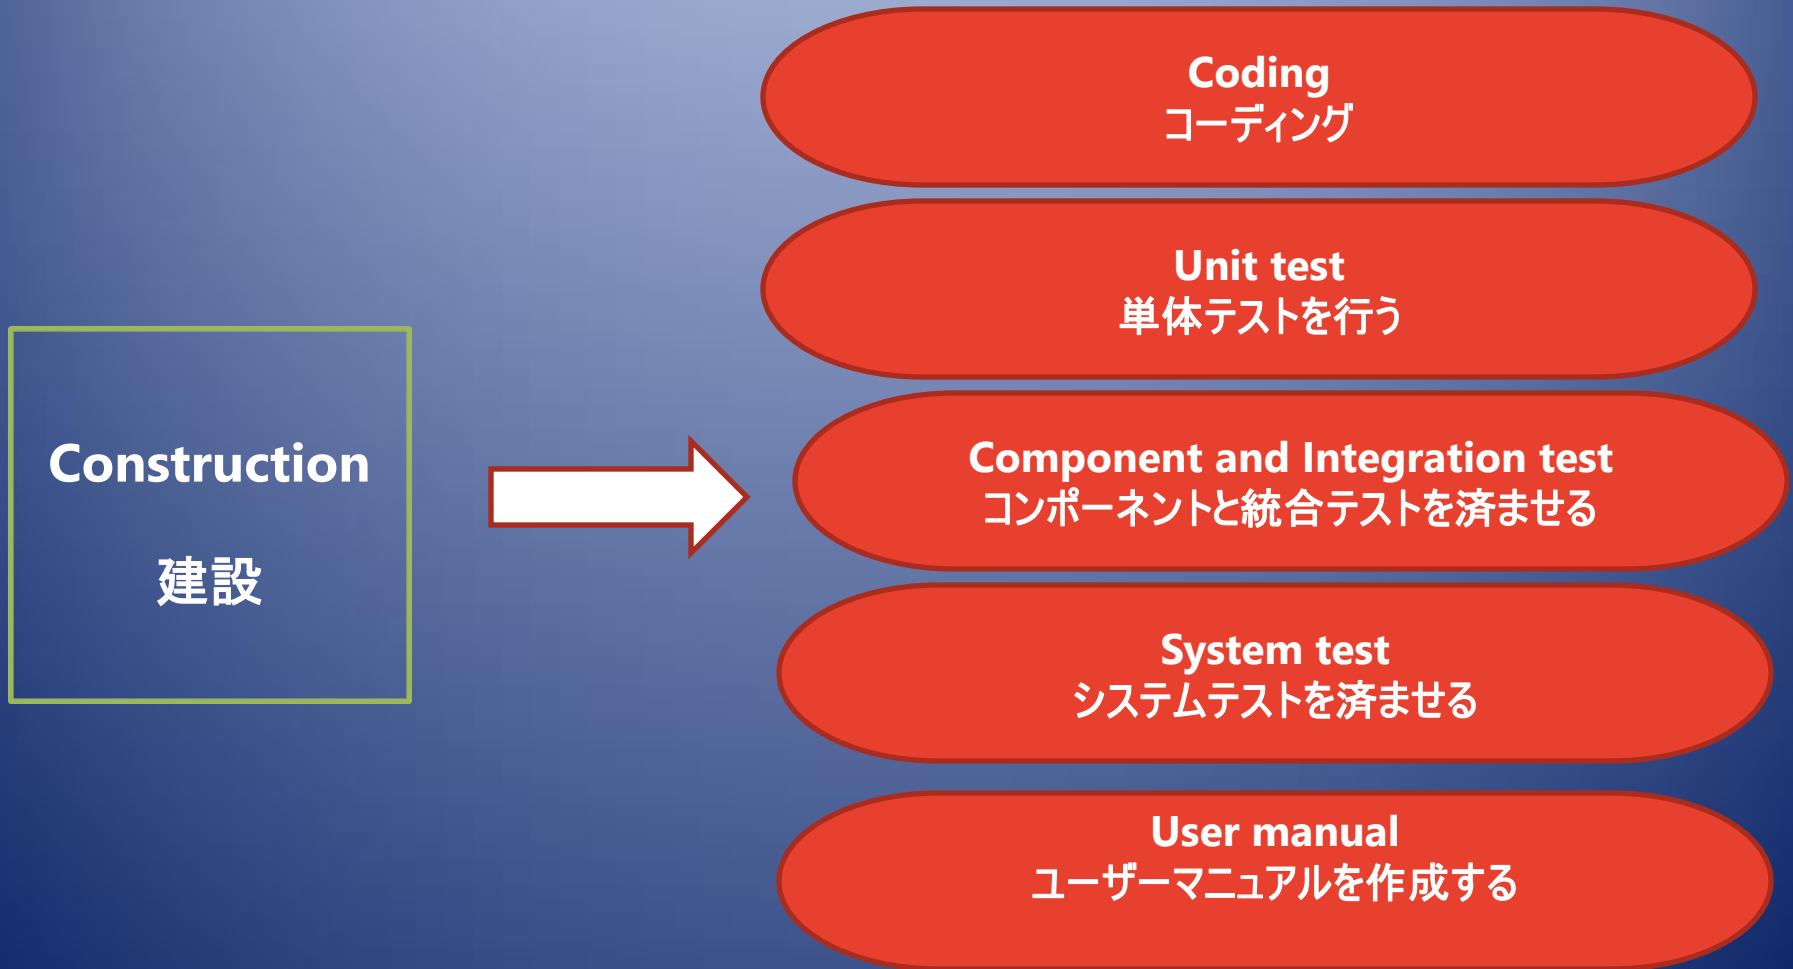 Construction
建設
Coding
コーディング
Unit test
単体テストを行う
Component and Integration test
コンポーネントと統合テストを済ませる
System test
システムテストを済ませる
User manual
ユーザーマニュアルを作成する